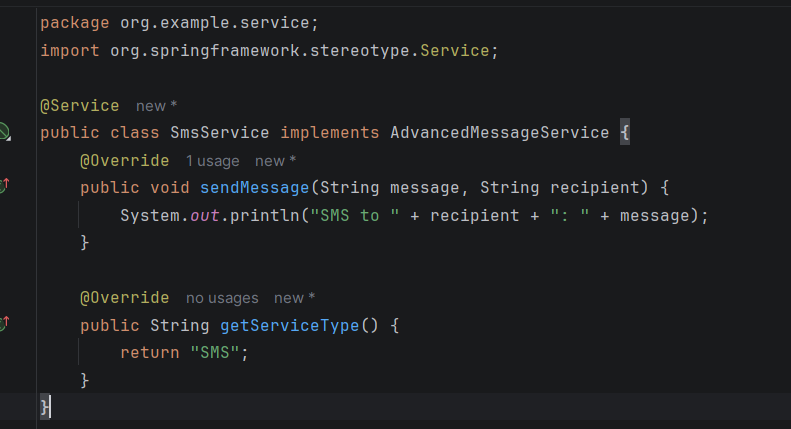 package org.example.service;
import org.springframework.stereotype.Service;
@Service new *
public class SmsService implements AdvancedMessageService {
@Override 1 usage new *
public void sendMessage(String message, String recipient) {
System.out.println("SMS to " + recipient + ": " + message);
}
@Override no usages new *
public String getServiceType() {
return "SMS";
}
}